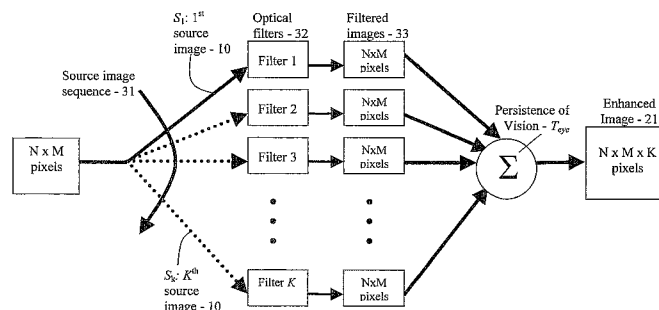 S₁: 1ˢᵗ
source
image - 10
Optical
filters - 32
Filtered
images - 33
Source image
sequence - 31
Filter 1
NxM
pixels
Filter 2
NxM
pixels
Filter 3
NxM
pixels
Filter K
NxM
pixels
N x M
pixels
Sₖ: Kᵗʰ
source
image - 10
Persistence of
Vision - Tₑyₑ
Σ
Enhanced
Image - 21
N x M x K
pixels